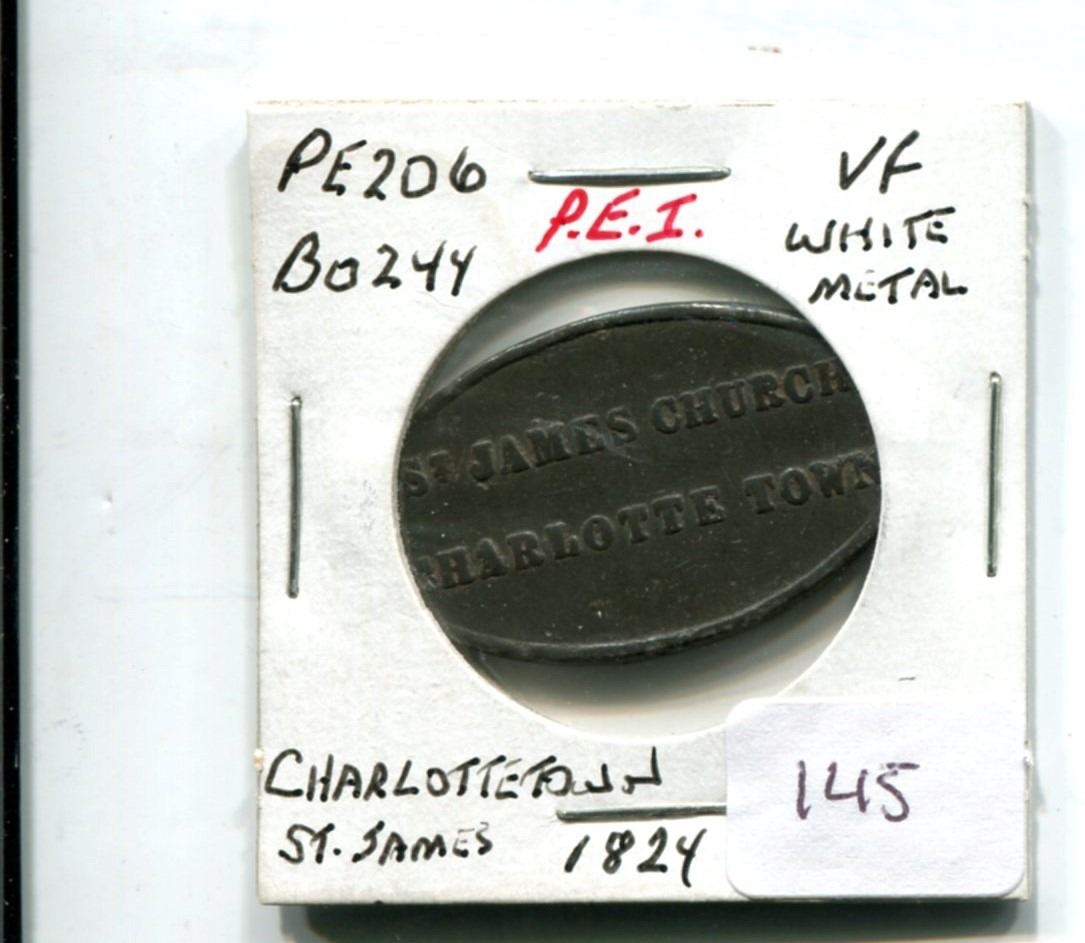 PE206
VF
P.E.I.
WHITE
BO244
METAL
ST JAMES CHURCH
CHARLOTTE TOWN
CHARLOTTETOWN
145
ST. JAMES 1824